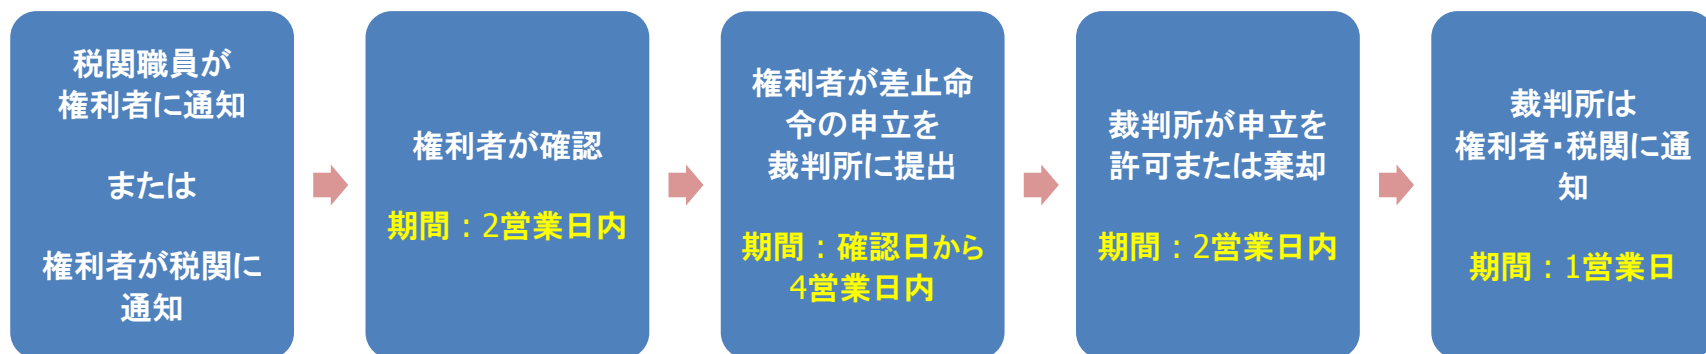 税関職員が
権利者に通知
または
権利者が税関に
通知
権利者が確認
期間：2営業日内
権利者が差止命
令の申立を
裁判所に提出
期間：確認日から
4営業日内
裁判所が申立を
許可または棄却
期間：2営業日内
裁判所は
権利者・税関に通
知
期間：1営業日